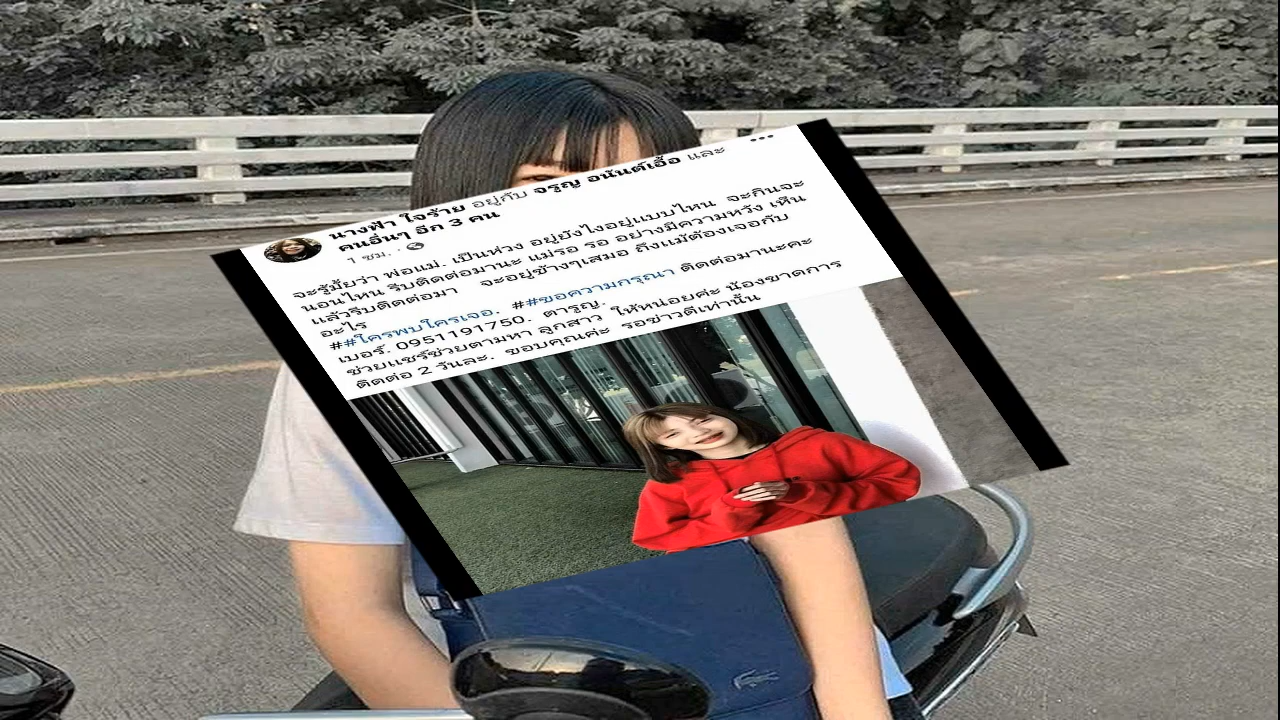 นางฟ้า ใจร้าย อยู่กับ จรูญ อนันต์เอื้อ และ
คนอื่นๆ อีก 3 คน
1 ชม. ·
จะรู้มั้ยว่า พ่อแม่. เป็นห่วง อยู่ยังไงอยู่แบบไหน จะกินจะ
นอนไหน รีบติดต่อมานะ แม่รอ รอ อย่างมีความหวัง เห็น
แล้วรีบติดต่อมา จะอยู่ช้างๆเสมอ ถึงแม้ต้องเจอกับ
อะไร
##ใครพบใครเจอ. ##ขอความกรุณา ติดต่อมานะคะ
เบอร์. 0951191750. ตารูญ.
ช่วยแชร์ช่วยตามหา ลูกสาว ให้หน่อยค่ะ น้องขาดการ
ติดต่อ 2 วันละ. ขอบคุณค่ะ รอข่าวดีเท่านั้น